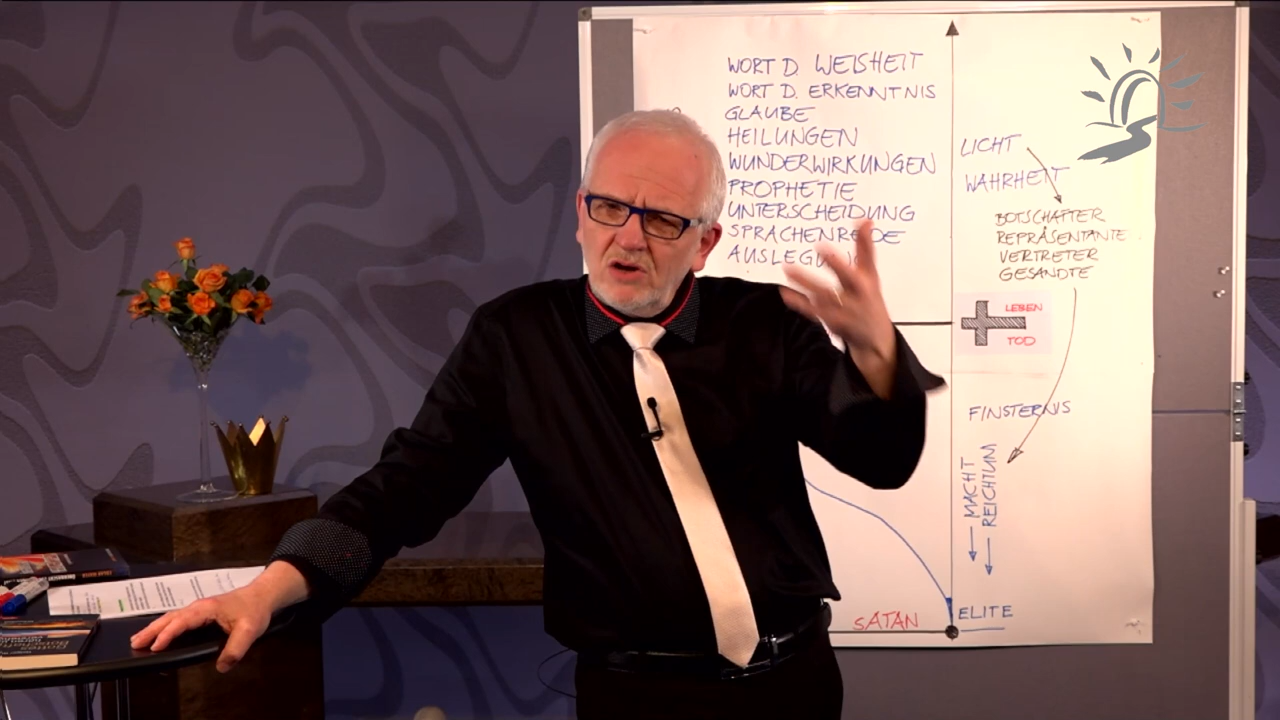 WORT D. WEISHEIT
WORT D. ERKENNTNIS
GLAUBE
HEILUNGEN
WUNDERWIRKUNGEN
PROPHETIE
UNTERSCHEIDUNG
SPRACHENREDE
LICHT
WAHRHEIT
BOTSCHAFTER
REPRÄSENTANTE
VERTRETER
GESANDTE
LEBEN
TOD
FINSTERNIS
MACHT
REICHTUM
SATAN
ELITE